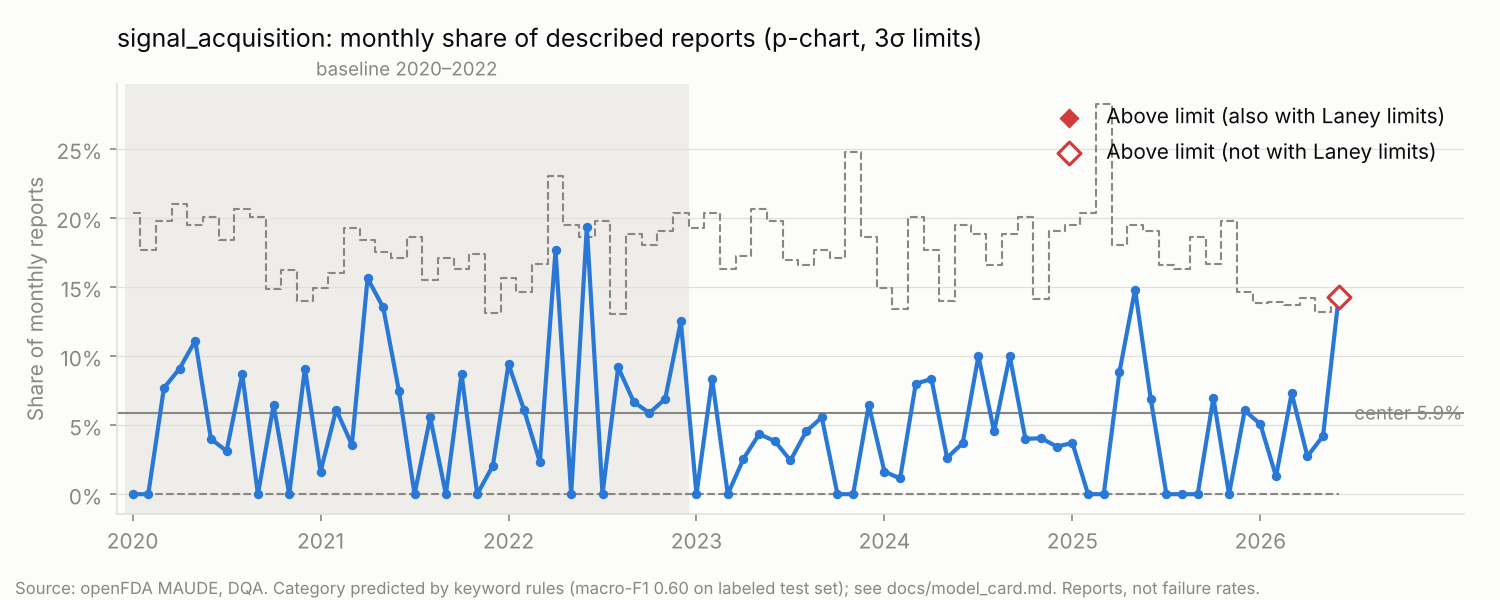 signal_acquisition: monthly share of described reports (p-chart, 3σ limits)
baseline 2020–2022
Above limit (also with Laney limits)
Above limit (not with Laney limits)
Share of monthly reports
25%
20%
15%
10%
5%
0%
center 5.9%
2020
2021
2022
2023
2024
2025
2026
Source: openFDA MAUDE, DQA. Category predicted by keyword rules (macro-F1 0.60 on labeled test set); see docs/model_card.md. Reports, not failure rates.